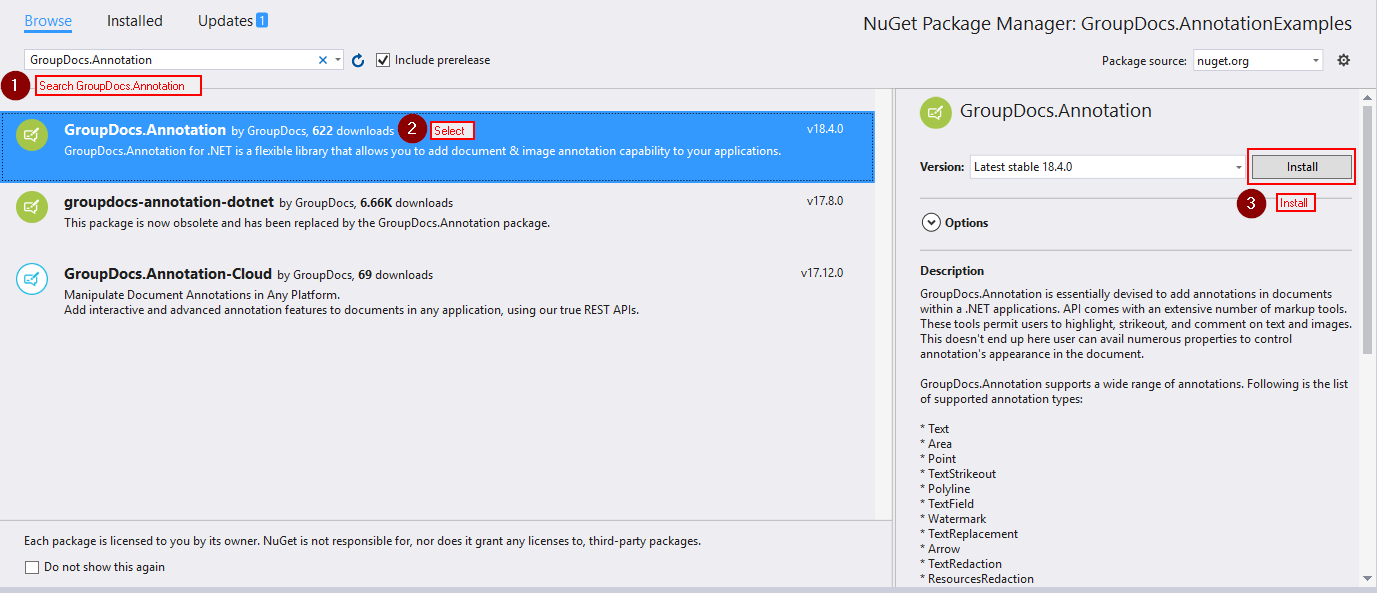 Browse Installed Updates 1
NuGet Package Manager: GroupDocs.AnnotationExamples
GroupDocs.Annotation Include prerelease
Package source: nuget.org
1 Search GroupDocs.Annotation
GroupDocs.Annotation by GroupDocs, 622 downloads 2 Select v18.4.0
GroupDocs.Annotation for .NET is a flexible library that allows you to add document & image annotation capability to your applications.
groupdocs-annotation-dotnet by GroupDocs, 6.66K downloads v17.8.0
This package is now obsolete and has been replaced by the GroupDocs.Annotation package.
GroupDocs.Annotation-Cloud by GroupDocs, 69 downloads v17.12.0
Manipulate Document Annotations in Any Platform.
Add interactive and advanced annotation features to documents in any application, using our true REST APIs.
Each package is licensed to you by its owner. NuGet is not responsible for, nor does it grant any licenses to, third-party packages.
Do not show this again
GroupDocs.Annotation
Version: Latest stable 18.4.0 Install
3 Install
Options
Description
GroupDocs.Annotation is essentially devised to add annotations in documents
within a .NET applications. API comes with an extensive number of markup tools.
These tools permit users to highlight, strikeout, and comment on text and images.
This doesn't end up here user can avail numerous properties to control
annotation's appearance in the document.
GroupDocs.Annotation supports a wide range of annotations. Following is the list
of supported annotation types:
* Text
* Area
* Point
* TextStrikeout
* Polyline
* TextField
* Watermark
* TextReplacement
* Arrow
* TextRedaction
* ResourcesRedaction